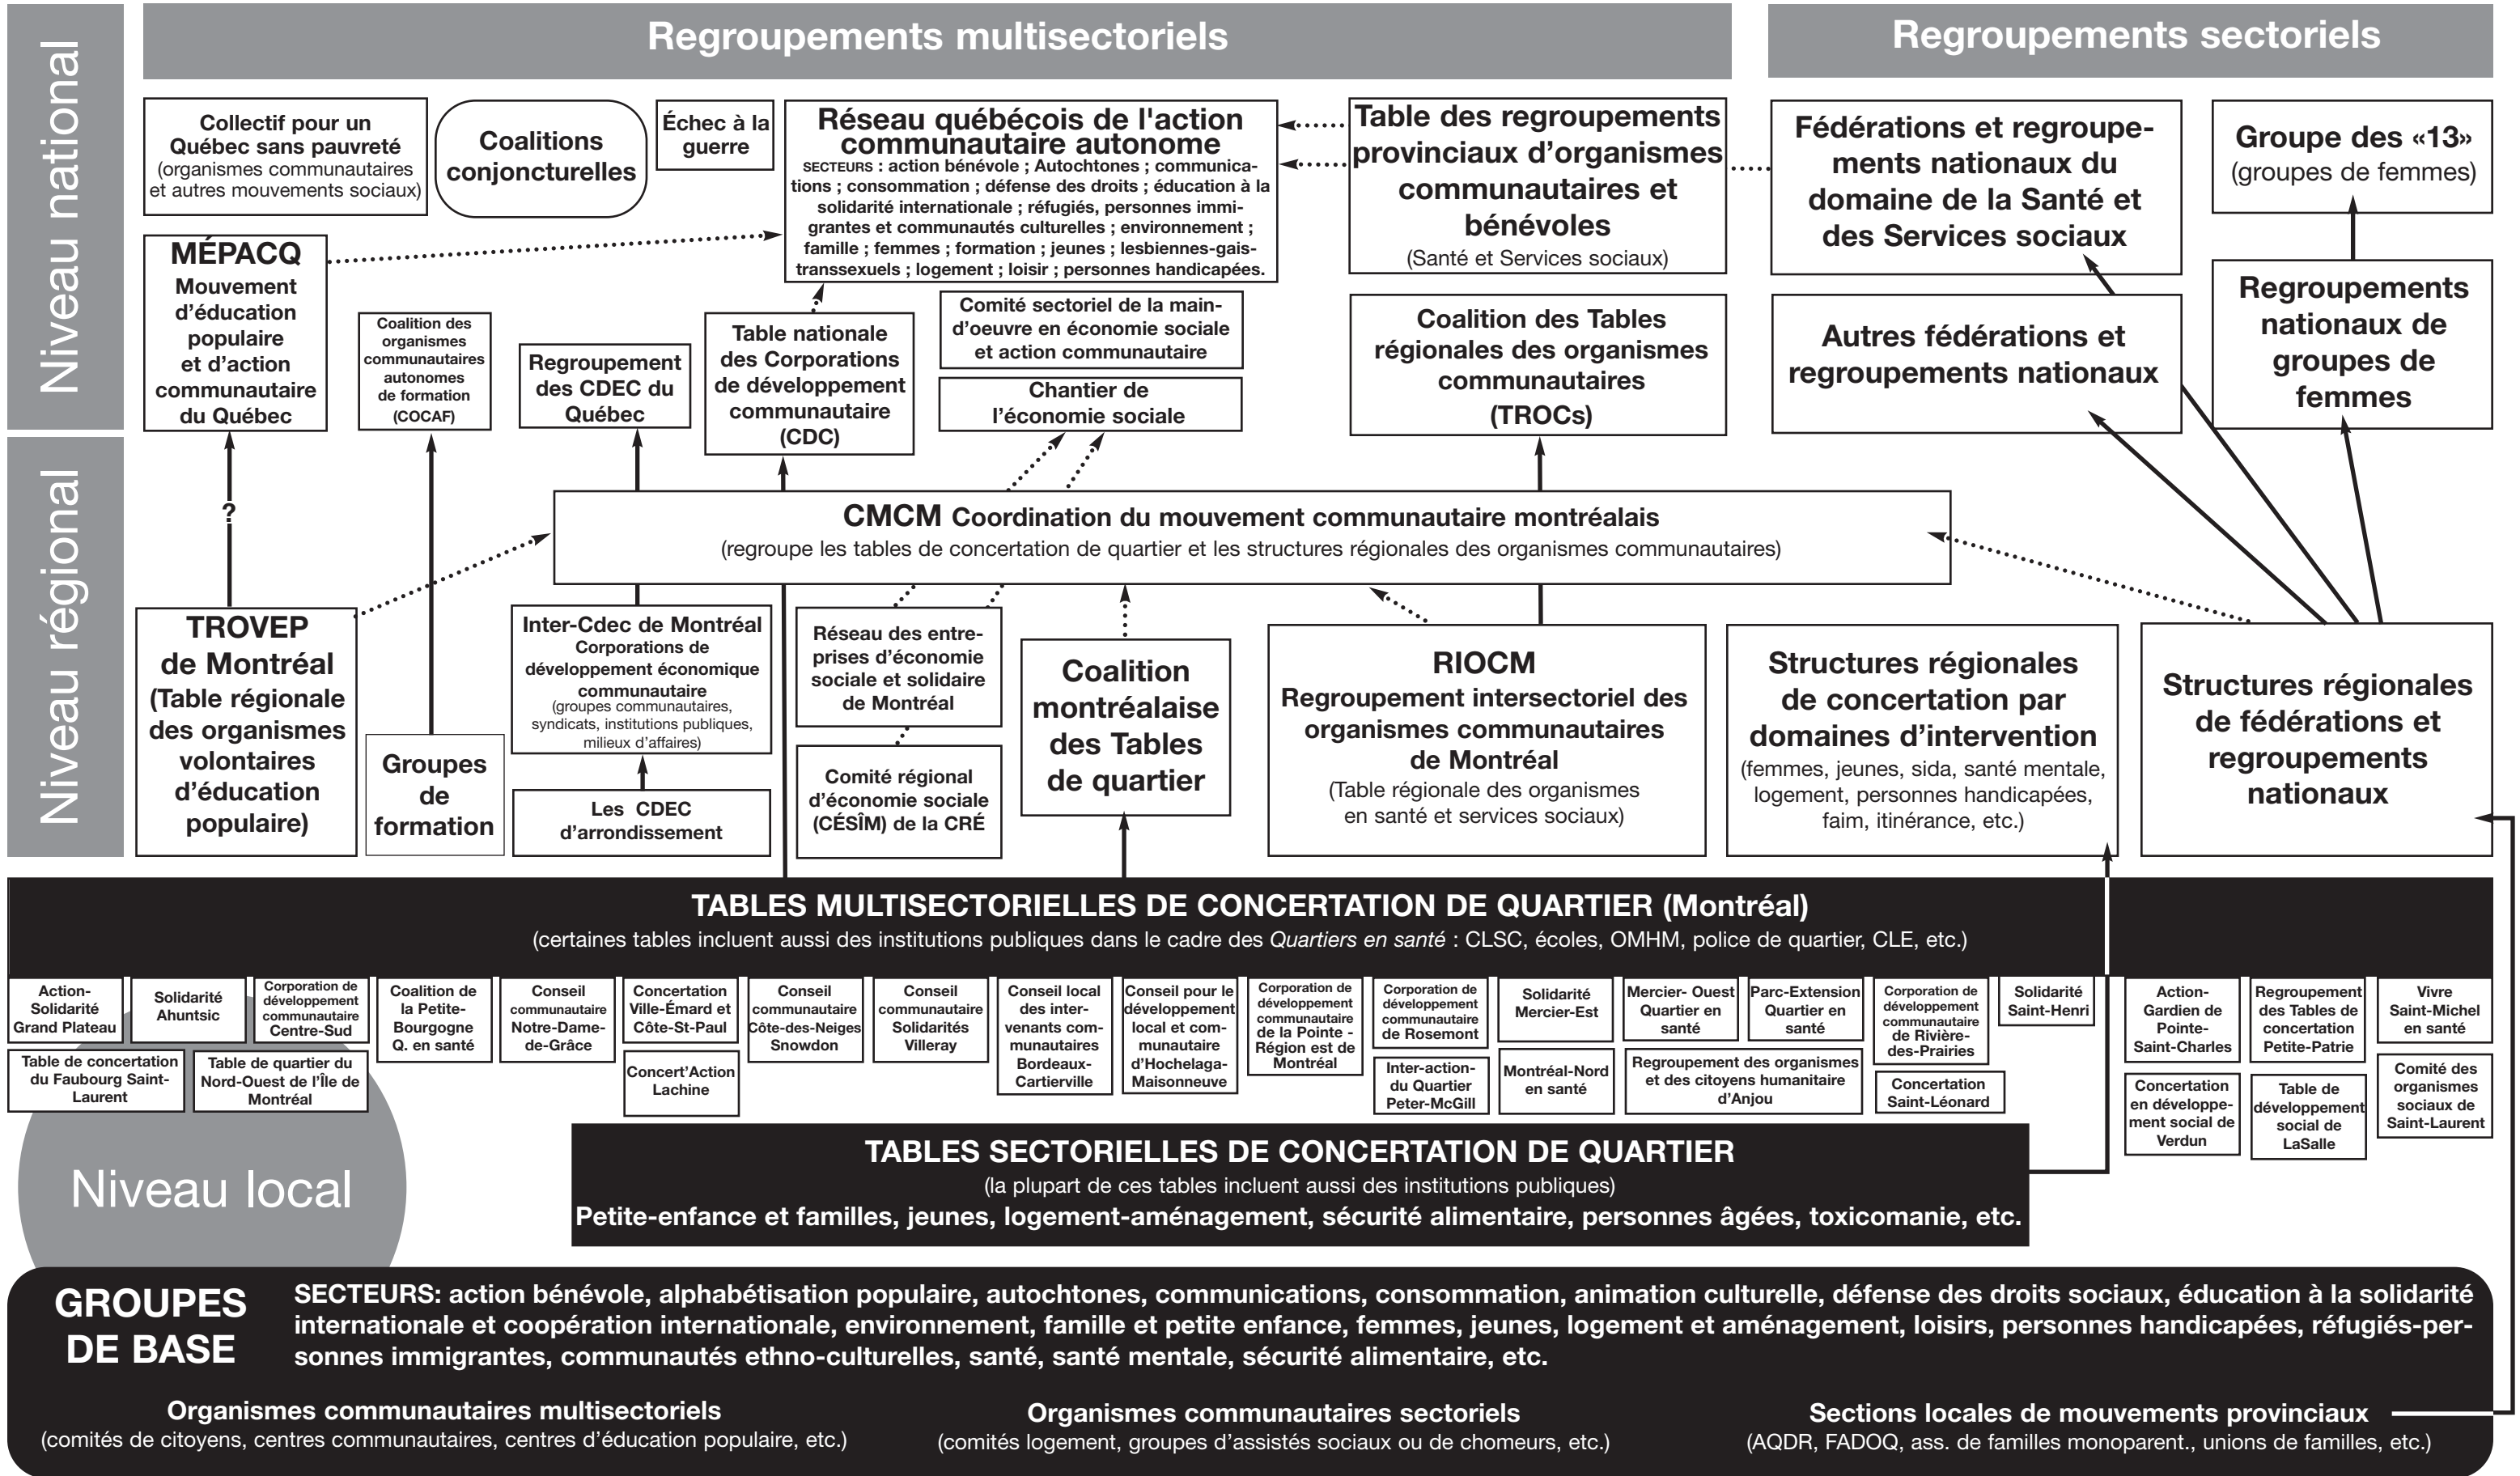 Regroupements multisectoriels
Regroupements sectoriels
Niveau national
Collectif pour un
Québec sans pauvreté
(organismes communautaires
et autres mouvements sociaux)
Coalitions
conjoncturelles
Échec à la
guerre
Réseau québécois de l'action
communautaire autonome
SECTEURS : action bénévole ; Autochtones ; communica-
tions ; consommation ; défense des droits ; éducation à la
solidarité internationale ; réfugiés, personnes immi-
grantes et communautés culturelles ; environnement ;
famille ; femmes ; formation ; jeunes ; lesbiennes-gais-
transsexuels ; logement ; loisir ; personnes handicapées.
Table des regroupements
provinciaux d’organismes
communautaires et
bénévoles
(Santé et Services sociaux)
Fédérations et regroupe-
ments nationaux du
domaine de la Santé et
des Services sociaux
Groupe des «13»
(groupes de femmes)
MÉPACQ
Mouvement
d’éducation
populaire
et d’action
communautaire
du Québec
Coalition des
organismes
communautaires
autonomes
de formation
(COCAF)
Regroupement
des CDEC du
Québec
Table nationale
des Corporations
de développement
communautaire
(CDC)
Comité sectoriel de la main-
d’oeuvre en économie sociale
et action communautaire
Chantier de
l’économie sociale
Coalition des Tables
régionales des organismes
communautaires
(TROCs)
Autres fédérations et
regroupements nationaux
Regroupements
nationaux de
groupes de
femmes
Niveau régional
?
CMCM Coordination du mouvement communautaire montréalais
(regroupe les tables de concertation de quartier et les structures régionales des organismes communautaires)
TROVEP
de Montréal
(Table régionale
des organismes
volontaires
d’éducation
populaire)
Groupes
de
formation
Inter-Cdec de Montréal
Corporations de
développement économique
communautaire
(groupes communautaires,
syndicats, institutions publiques,
milieux d’affaires)
Les CDEC
d’arrondissement
Réseau des entre-
prises d’économie
sociale et solidaire
de Montréal
Comité régional
d’économie sociale
(CÉSÎM) de la CRÉ
Coalition
montréalaise
des Tables
de quartier
RIOCM
Regroupement intersectoriel des
organismes communautaires
de Montréal
(Table régionale des organismes
en santé et services sociaux)
Structures régionales
de concertation par
domaines d’intervention
(femmes, jeunes, sida, santé mentale,
logement, personnes handicapées,
faim, itinérance, etc.)
Structures régionales
de fédérations et
regroupements
nationaux
TABLES MULTISECTORIELLES DE CONCERTATION DE QUARTIER (Montréal)
(certaines tables incluent aussi des institutions publiques dans le cadre des Quartiers en santé : CLSC, écoles, OMHM, police de quartier, CLE, etc.)
Action-
Solidarité
Grand Plateau
Solidarité
Ahuntsic
Corporation de
développement
communautaire
Centre-Sud
Coalition de
la Petite-
Bourgogne
Q. en santé
Conseil
communautaire
Notre-Dame-
de-Grâce
Concertation
Ville-Émard et
Côte-St-Paul
Conseil
communautaire
Côte-des-Neiges
Snowdon
Conseil
communautaire
Solidarités
Villeray
Conseil local
des inter-
venants com-
munautaires
Bordeaux-
Cartierville
Conseil pour le
développement
local et com-
munautaire
d’Hochelaga-
Maisonneuve
Corporation de
développement
communautaire
de la Pointe -
Région est de
Montréal
Corporation de
développement
communautaire
de Rosemont
Solidarité
Mercier-Est
Mercier- Ouest
Quartier en
santé
Parc-Extension
Quartier en
santé
Corporation de
développement
communautaire
de Rivière-
des-Prairies
Solidarité
Saint-Henri
Action-
Gardien de
Pointe-
Saint-Charles
Regroupement
des Tables de
concertation
Petite-Patrie
Vivre
Saint-Michel
en santé
Table de concertation
du Faubourg Saint-
Laurent
Table de quartier du
Nord-Ouest de l’Île de
Montréal
Concert’Action
Lachine
Inter-action-
du Quartier
Peter-McGill
Montréal-Nord
en santé
Regroupement des organismes
et des citoyens humanitaire
d’Anjou
Concertation
Saint-Léonard
Concertation
en développe-
ment social de
Verdun
Table de
développement
social de
LaSalle
Comité des
organismes
sociaux de
Saint-Laurent
Niveau local
TABLES SECTORIELLES DE CONCERTATION DE QUARTIER
(la plupart de ces tables incluent aussi des institutions publiques)
Petite-enfance et familles, jeunes, logement-aménagement, sécurité alimentaire, personnes âgées, toxicomanie, etc.
GROUPES
DE BASE
SECTEURS: action bénévole, alphabétisation populaire, autochtones, communications, consommation, animation culturelle, défense des droits sociaux, éducation à la solidarité
internationale et coopération internationale, environnement, famille et petite enfance, femmes, jeunes, logement et aménagement, loisirs, personnes handicapées, réfugiés-per-
sonnes immigrantes, communautés ethno-culturelles, santé, santé mentale, sécurité alimentaire, etc.
Organismes communautaires multisectoriels
(comités de citoyens, centres communautaires, centres d’éducation populaire, etc.)
Organismes communautaires sectoriels
(comités logement, groupes d’assistés sociaux ou de chomeurs, etc.)
Sections locales de mouvements provinciaux
(AQDR, FADOQ, ass. de familles monoparent., unions de familles, etc.)